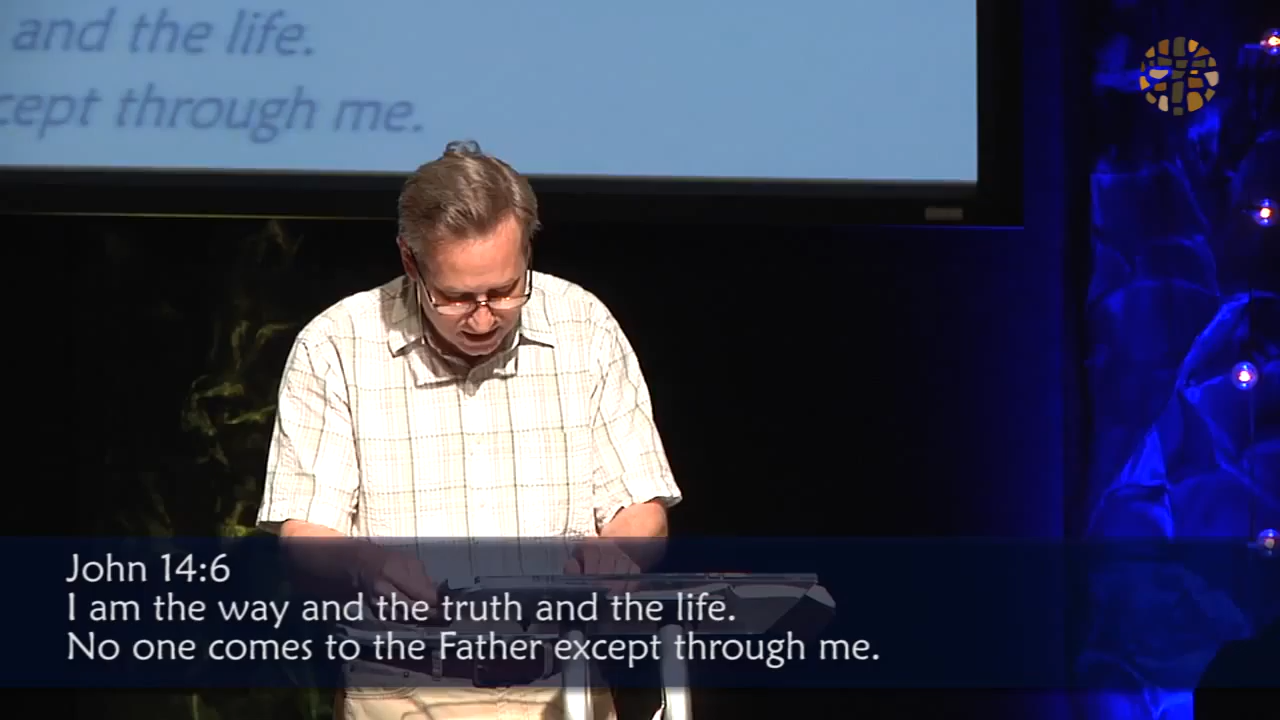 and the life.
cept through me.
John 14:6
I am the way and the truth and the life.
No one comes to the Father except through me.